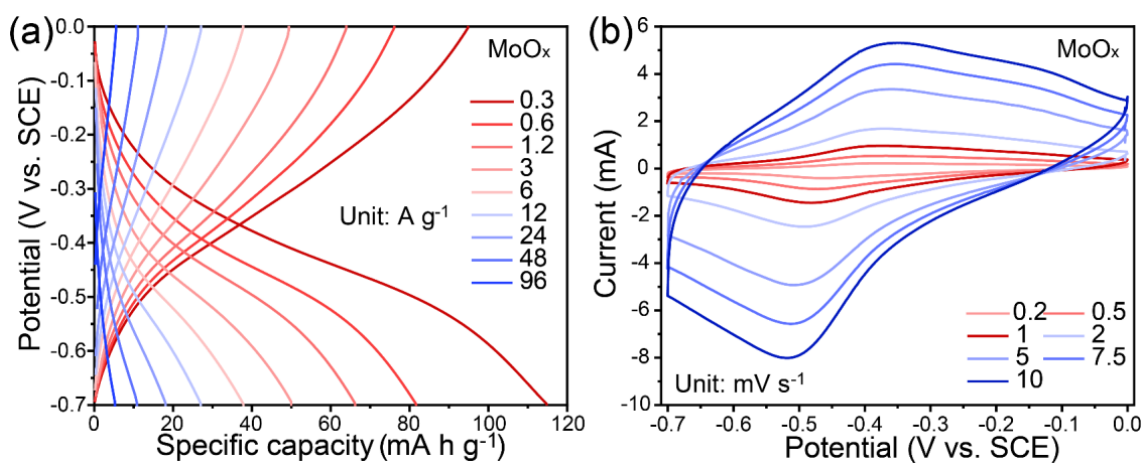 (a)
MoOₓ
Potential (V vs. SCE)
0.0
-0.1
-0.2
-0.3
-0.4
-0.5
-0.6
-0.7
0.3
0.6
1.2
3
6
12
24
48
96
Unit: A g⁻¹
0 20 40 60 80 100 120
Specific capacity (mA h g⁻¹)
(b)
MoOₓ
Current (mA)
6
4
2
0
-2
-4
-6
-8
-10
0.2 0.5
1 2
5 7.5
10
Unit: mV s⁻¹
-0.7 -0.6 -0.5 -0.4 -0.3 -0.2 -0.1 0.0
Potential (V vs. SCE)